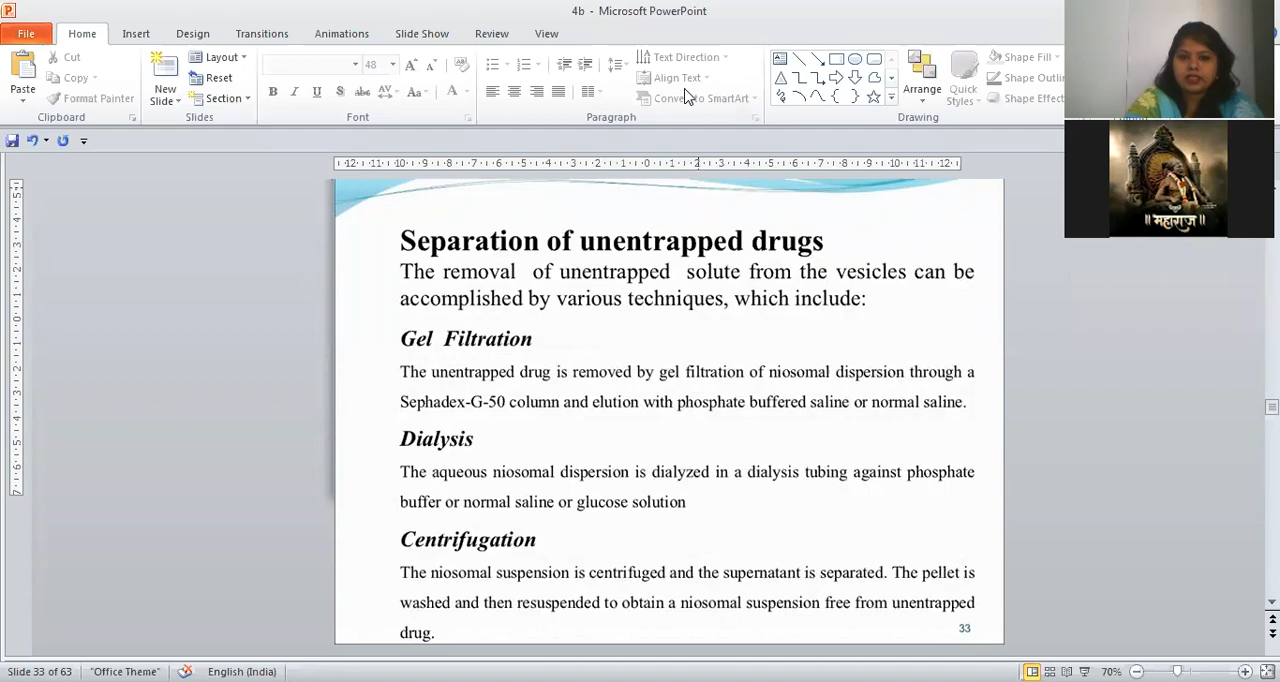 4b - Microsoft PowerPoint
File Home Insert Design Transitions Animations Slide Show Review View
Cut
Copy
Format Painter
Paste
Clipboard
New
Slide
Layout
Reset
Section
Slides
48
Font
Text Direction
Align Text
Convert to SmartArt
Paragraph
Arrange
Quick
Styles
Shape Fill
Shape Outlin
Shape Effect
Drawing
॥ महाराज ॥
Separation of unentrapped drugs
The removal of unentrapped solute from the vesicles can be
accomplished by various techniques, which include:
Gel Filtration
The unentrapped drug is removed by gel filtration of niosomal dispersion through a
Sephadex-G-50 column and elution with phosphate buffered saline or normal saline.
Dialysis
The aqueous niosomal dispersion is dialyzed in a dialysis tubing against phosphate
buffer or normal saline or glucose solution
Centrifugation
The niosomal suspension is centrifuged and the supernatant is separated. The pellet is
washed and then resuspended to obtain a niosomal suspension free from unentrapped
drug.
33
Slide 33 of 63 "Office Theme" English (India) 70%